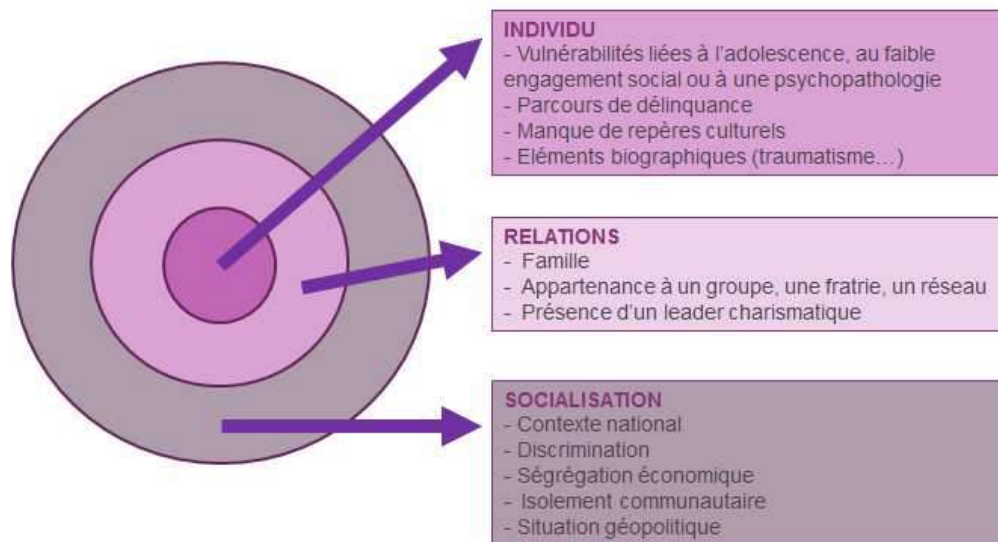 INDIVIDU
- Vulnérabilités liées à l'adolescence, au faible
engagement social ou à une psychopathologie
- Parcours de délinquance
- Manque de repères culturels
- Eléments biographiques (traumatisme…)
RELATIONS
- Famille
- Appartenance à un groupe, une fratrie, un réseau
- Présence d'un leader charismatique
SOCIALISATION
- Contexte national
- Discrimination
- Ségrégation économique
- Isolement communautaire
- Situation géopolitique